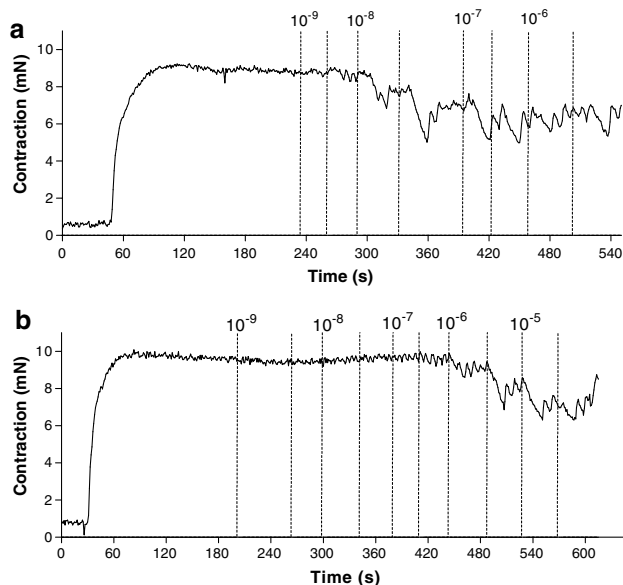 a
10⁻⁹ 10⁻⁸ 10⁻⁷ 10⁻⁶
Contraction (mN)
10
8
6
4
2
0
0 60 120 180 240 300 360 420 480 540
Time (s)
b
10⁻⁹ 10⁻⁸ 10⁻⁷ 10⁻⁶ 10⁻⁵
Contraction (mN)
10
8
6
4
2
0
0 60 120 180 240 300 360 420 480 540 600
Time (s)